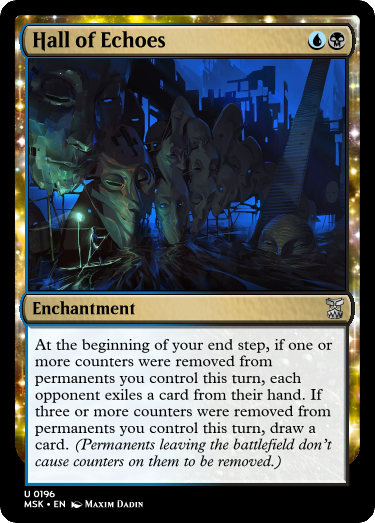 Hall of Echoes
Enchantment
At the beginning of your end step, if one or
more counters were removed from
permanents you control this turn, each
opponent exiles a card from their hand. If
three or more counters were removed from
permanents you control this turn, draw a
card. (Permanents leaving the battlefield don't
cause counters on them to be removed.)
U 0196
MSK • EN Maxim Dadin